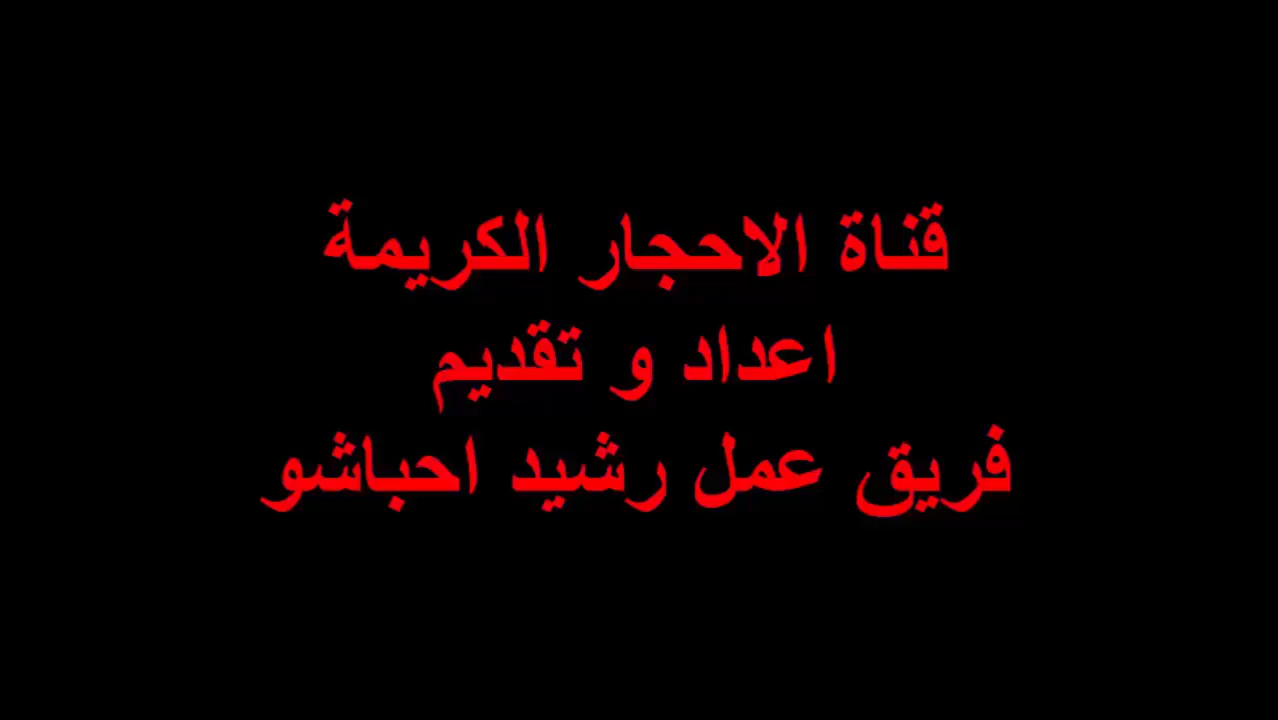 قناة الاحجار الكريمة
اعداد و تقديم
فريق عمل رشيد احباشو